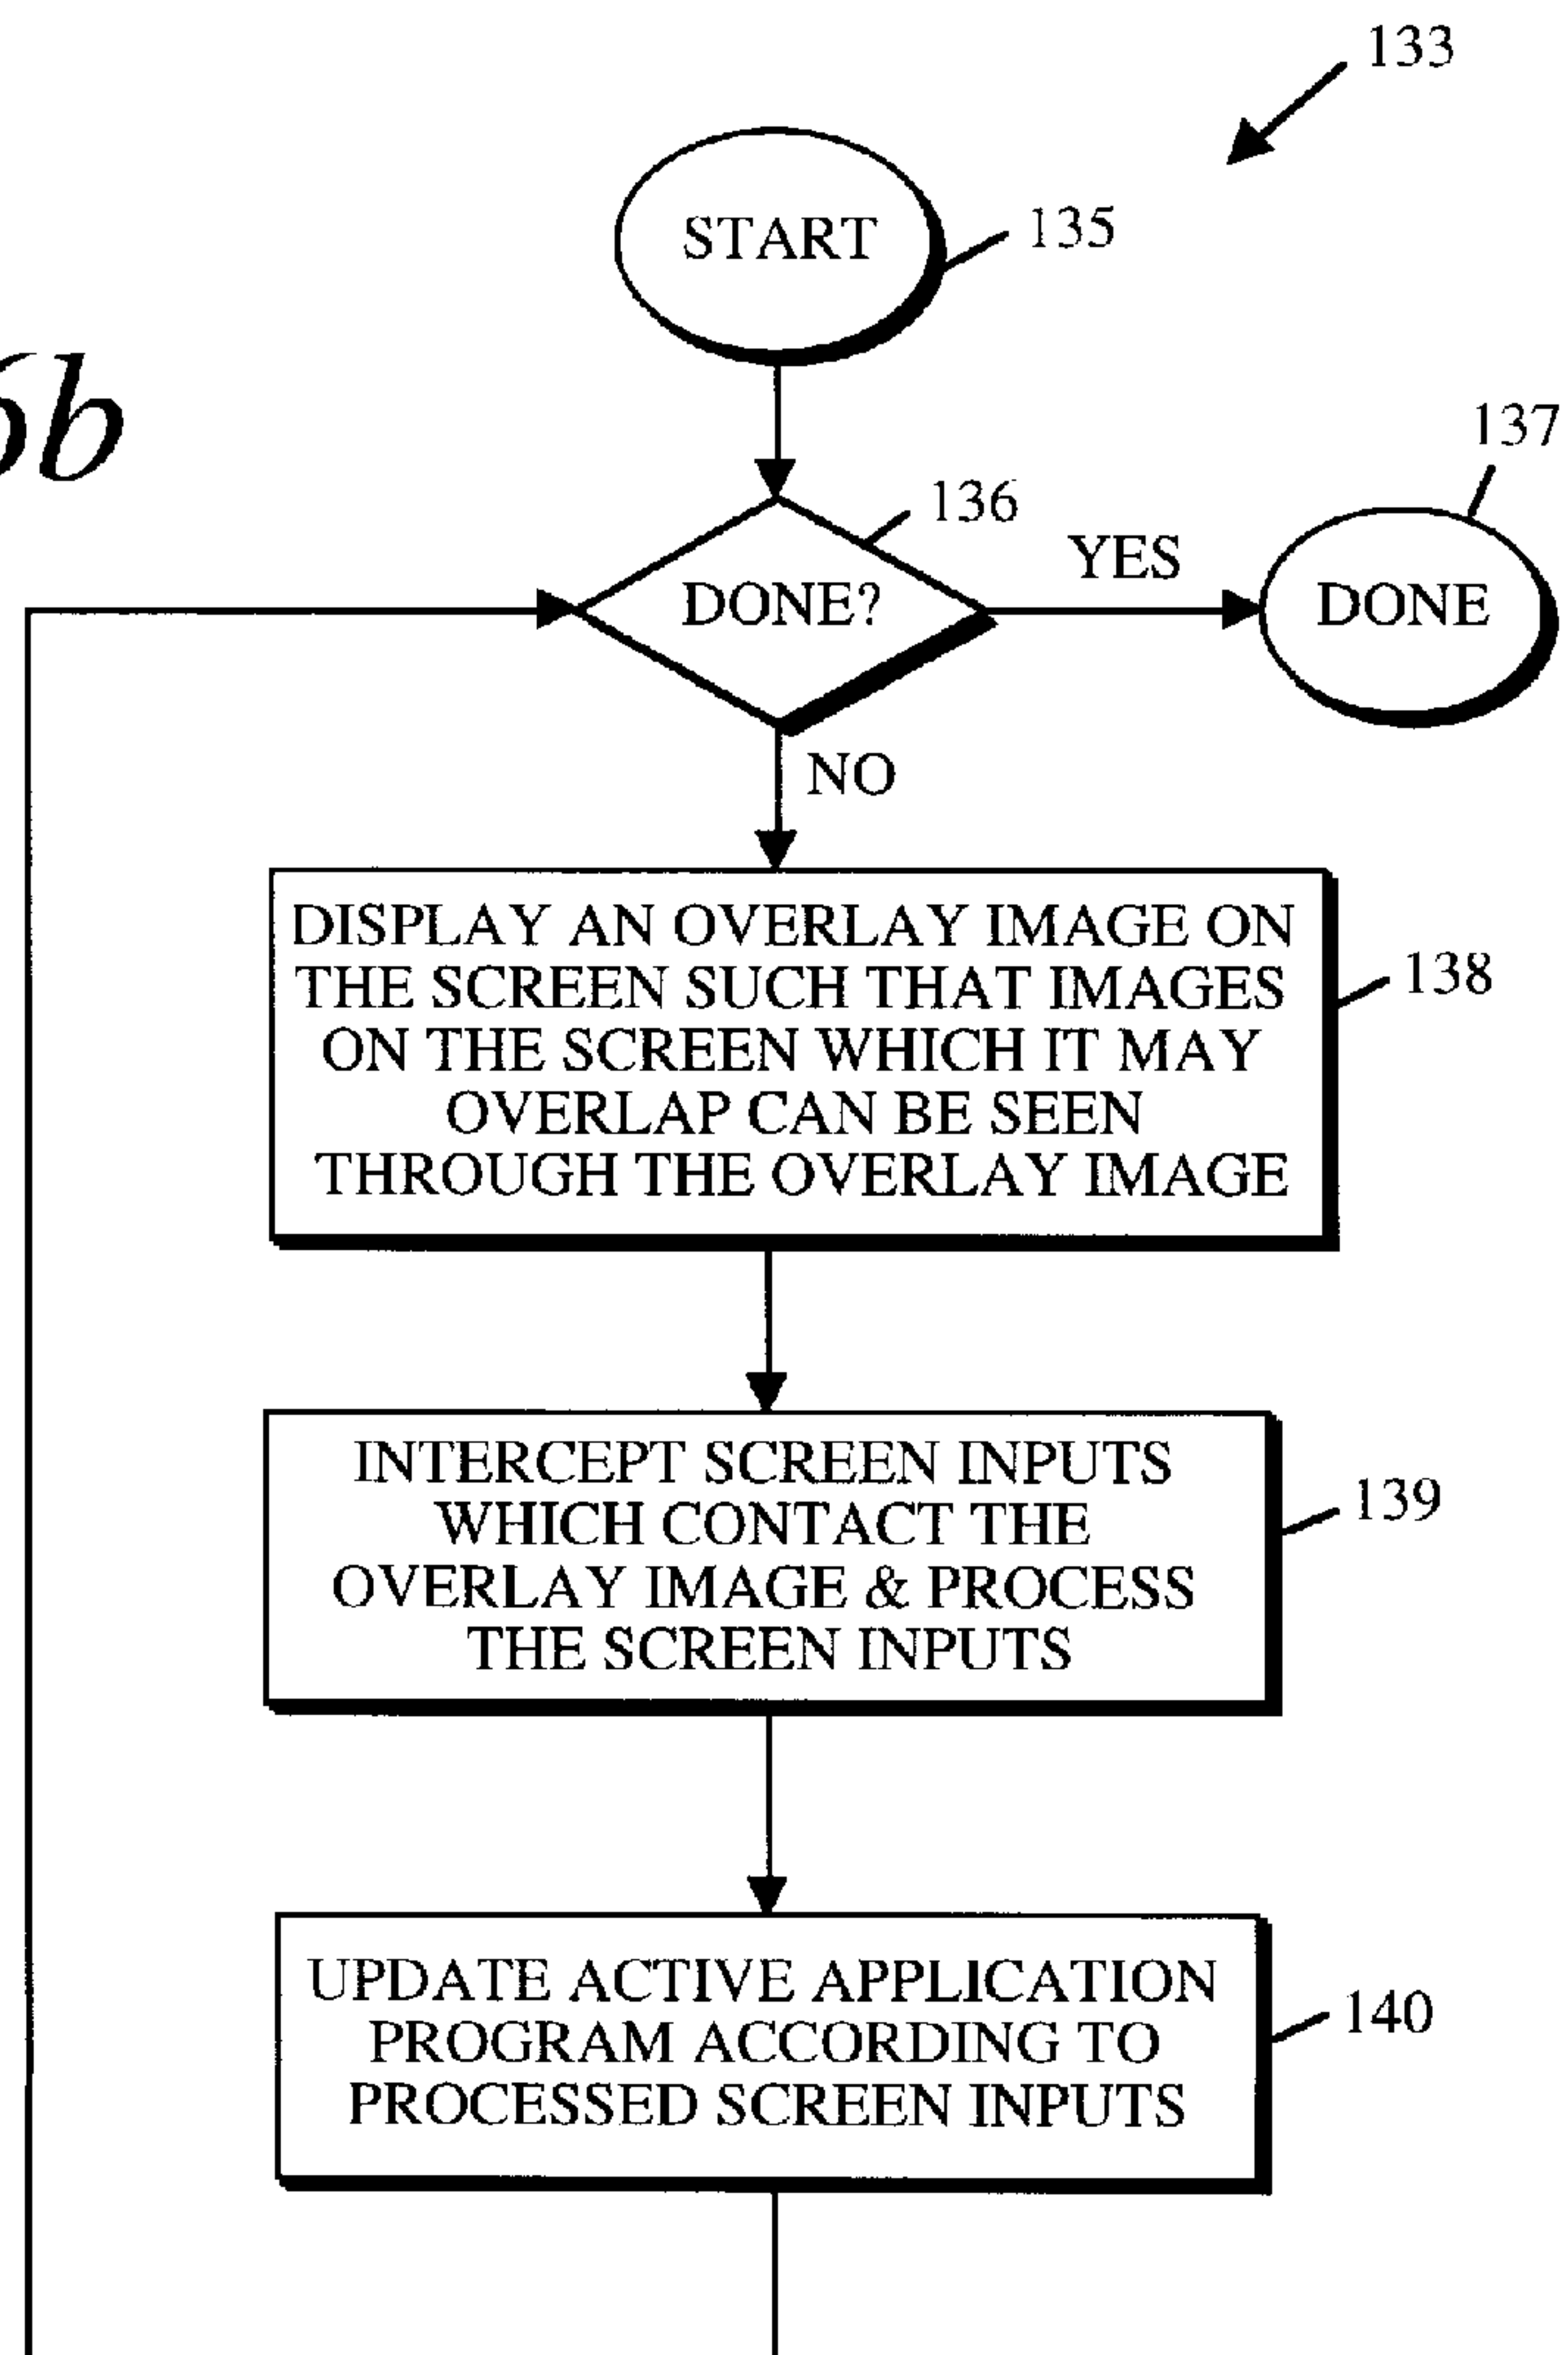 133
START
135
6b
137
136
YES
DONE?
DONE
NO
DISPLAY AN OVERLAY IMAGE ON
THE SCREEN SUCH THAT IMAGES
ON THE SCREEN WHICH IT MAY
OVERLAP CAN BE SEEN
THROUGH THE OVERLAY IMAGE
138
INTERCEPT SCREEN INPUTS
WHICH CONTACT THE
OVERLAY IMAGE & PROCESS
THE SCREEN INPUTS
139
UPDATE ACTIVE APPLICATION
PROGRAM ACCORDING TO
PROCESSED SCREEN INPUTS
140